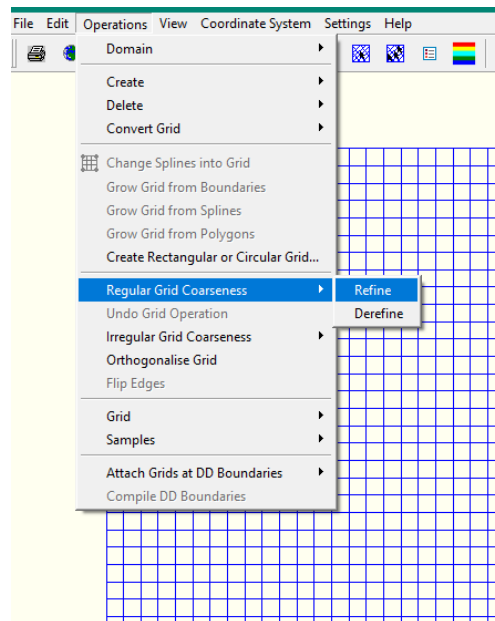 File Edit Operations View Coordinate System Settings Help
Domain
Create
Delete
Convert Grid
Change Splines into Grid
Grow Grid from Boundaries
Grow Grid from Splines
Grow Grid from Polygons
Create Rectangular or Circular Grid...
Regular Grid Coarseness
Refine
Undo Grid Operation
Derefine
Irregular Grid Coarseness
Orthogonalise Grid
Flip Edges
Grid
Samples
Attach Grids at DD Boundaries
Compile DD Boundaries